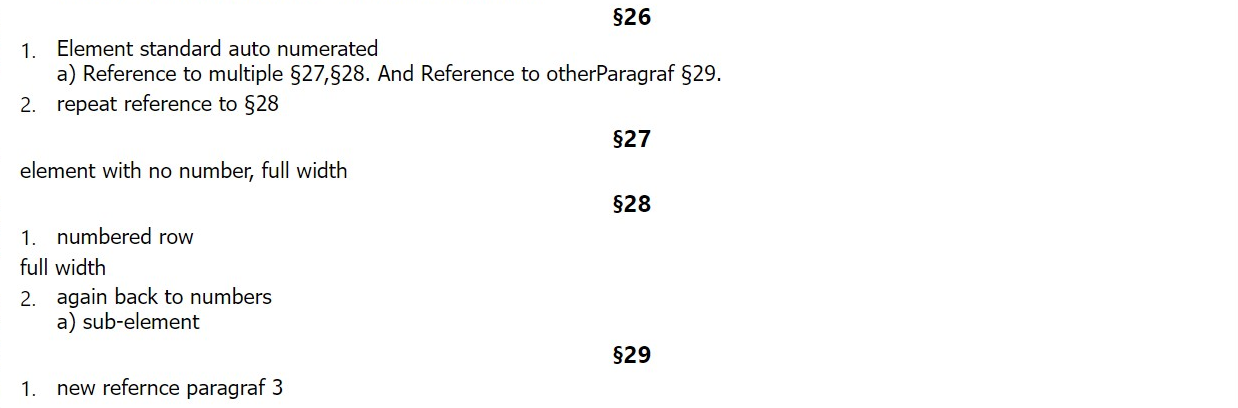 §26
1. Element standard auto numerated
a) Reference to multiple §27,§28. And Reference to otherParagraf §29.
2. repeat reference to §28
§27
element with no number, full width
§28
1. numbered row
full width
2. again back to numbers
a) sub-element
§29
1. new refernce paragraf 3